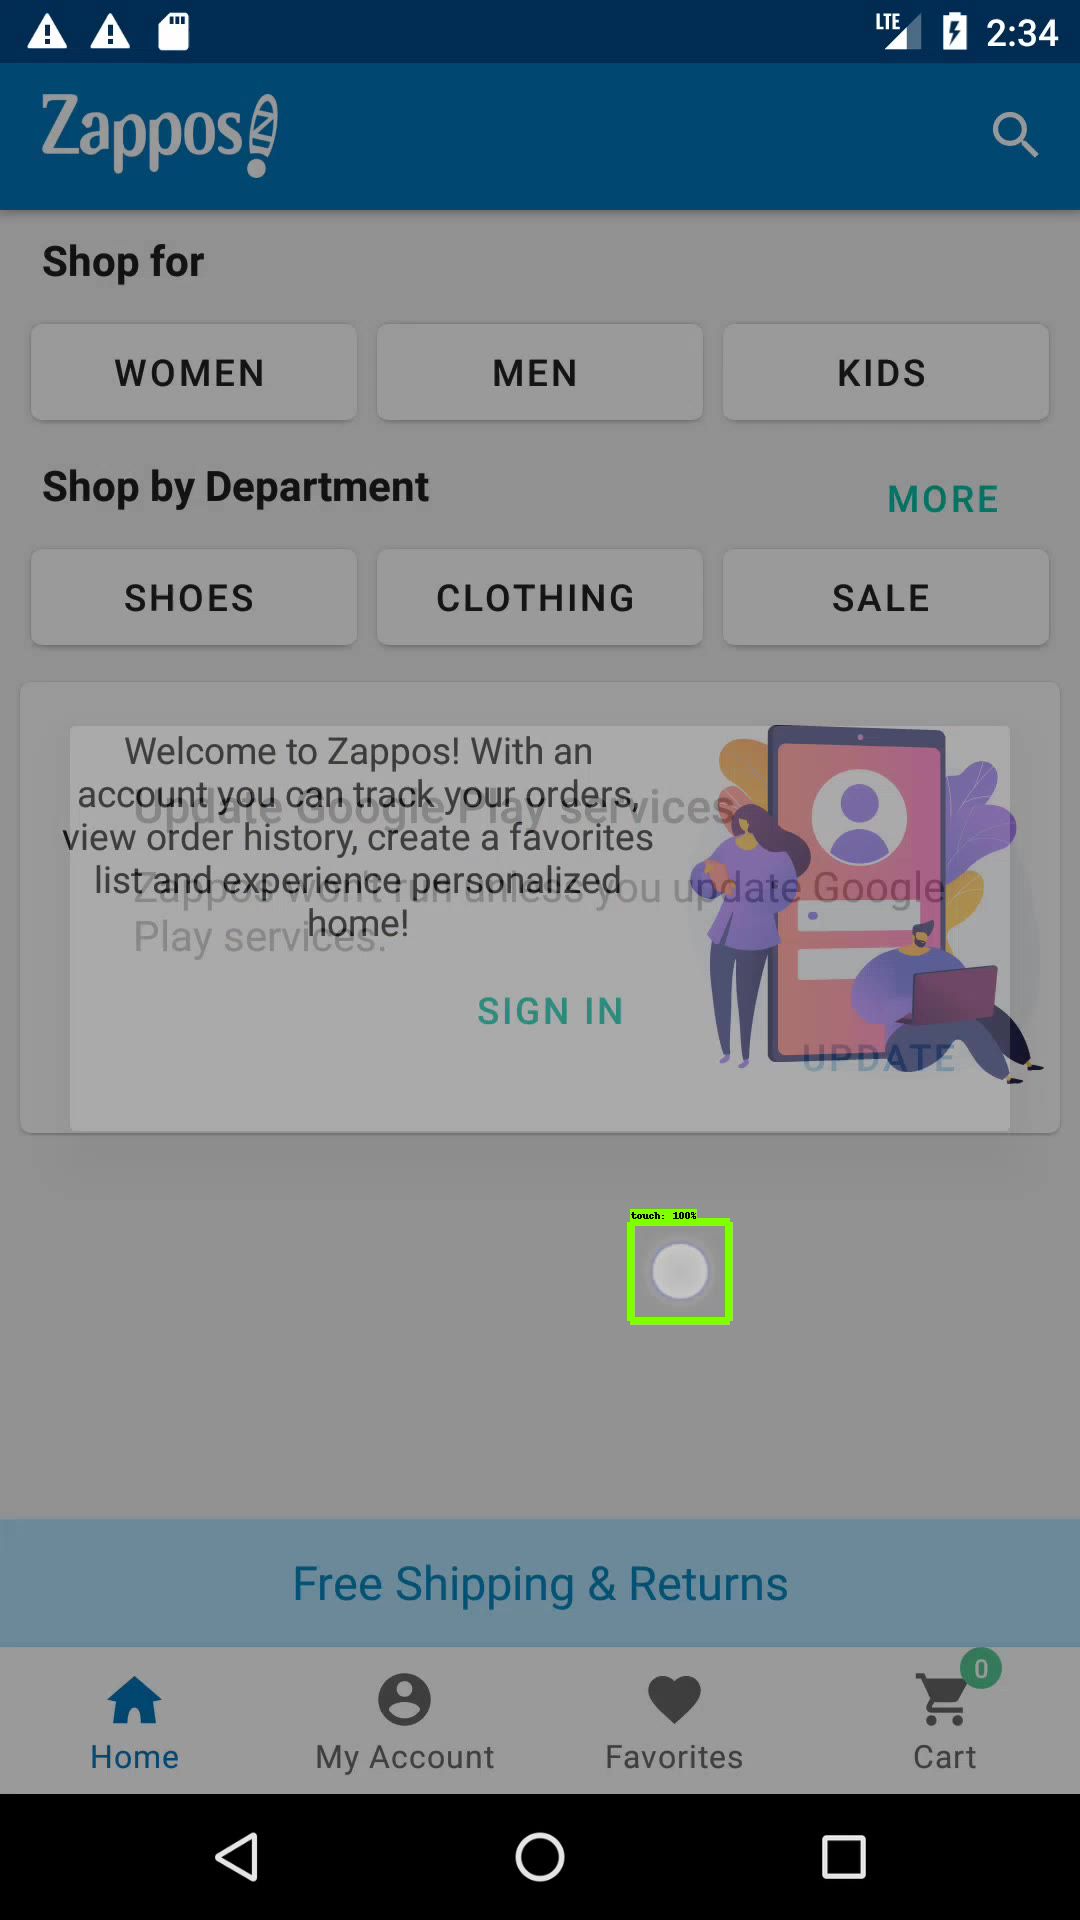 LTE 2:34
Zappos
Shop for
WOMEN MEN KIDS
Shop by Department
MORE
SHOES CLOTHING SALE
Welcome to Zappos! With an
account you can track your orders,
view order history, create a favorites
list and experience personalized
home!
SIGN IN
Update Google Play services
Zappos won't run unless you update Google
Play services.
UPDATE
touch: 100%
Free Shipping & Returns
0
Home My Account Favorites Cart